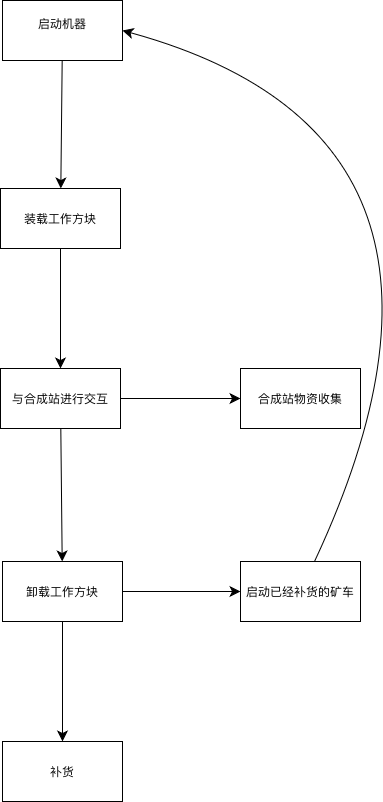 启动机器
装载工作方块
与合成站进行交互
合成站物资收集
卸载工作方块
启动已经补货的矿车
补货